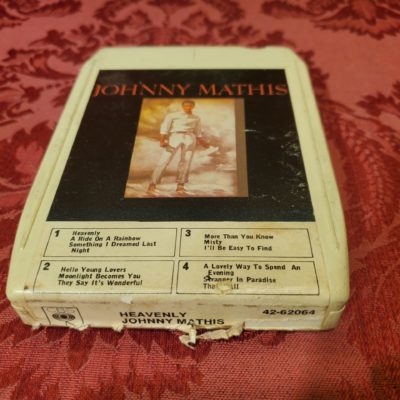 JOHNNY MATHIS
1 Heavenly
A Ride On A Rainbow
Something I Dreamed Last
Night
3 More Than You Know
Misty
I'll Be Easy To Find
2 Hello Young Lovers
Moonlight Becomes You
They Say It's Wonderful
4 A Lovely Way To Spend An
Evening
Stranger In Paradise
That's All
HEAVENLY
JOHNNY MATHIS
42-62064